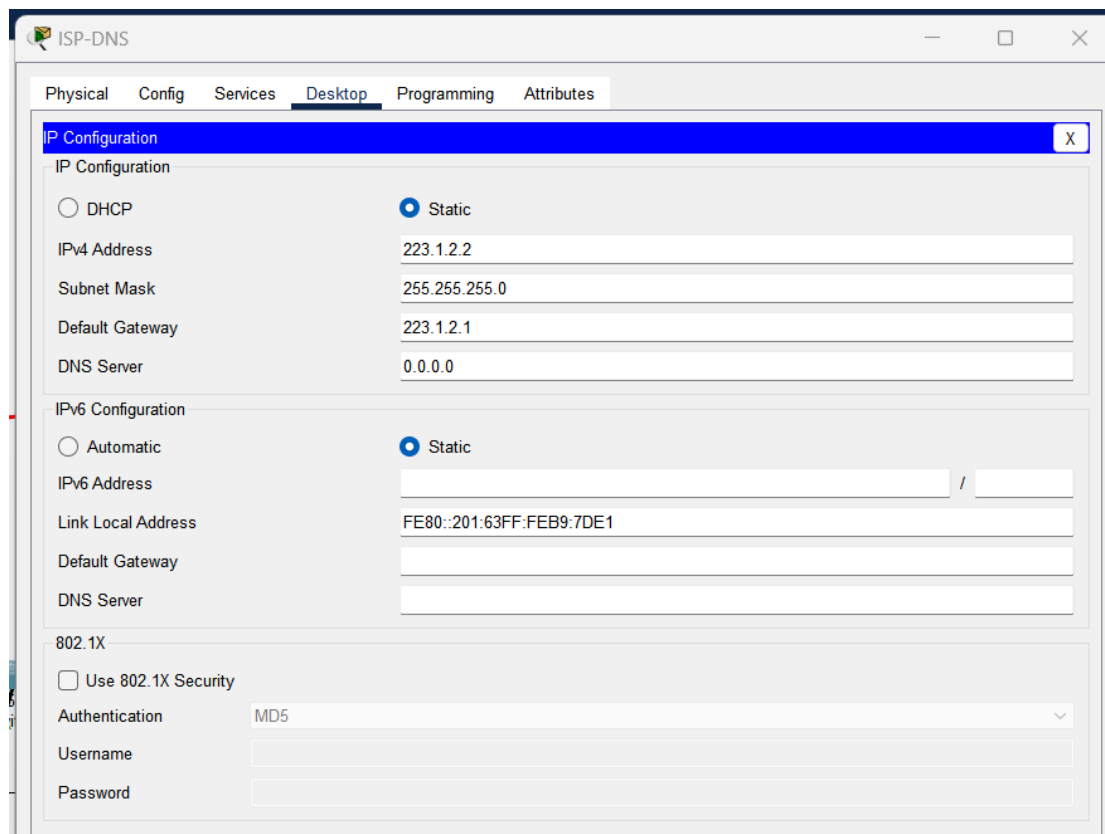 ISP-DNS
Physical Config Services Desktop Programming Attributes
IP Configuration X
IP Configuration
DHCP Static
IPv4 Address 223.1.2.2
Subnet Mask 255.255.255.0
Default Gateway 223.1.2.1
DNS Server 0.0.0.0
IPv6 Configuration
Automatic Static
IPv6 Address /
Link Local Address FE80::201:63FF:FEB9:7DE1
Default Gateway
DNS Server
802.1X
Use 802.1X Security
Authentication MD5
Username
Password